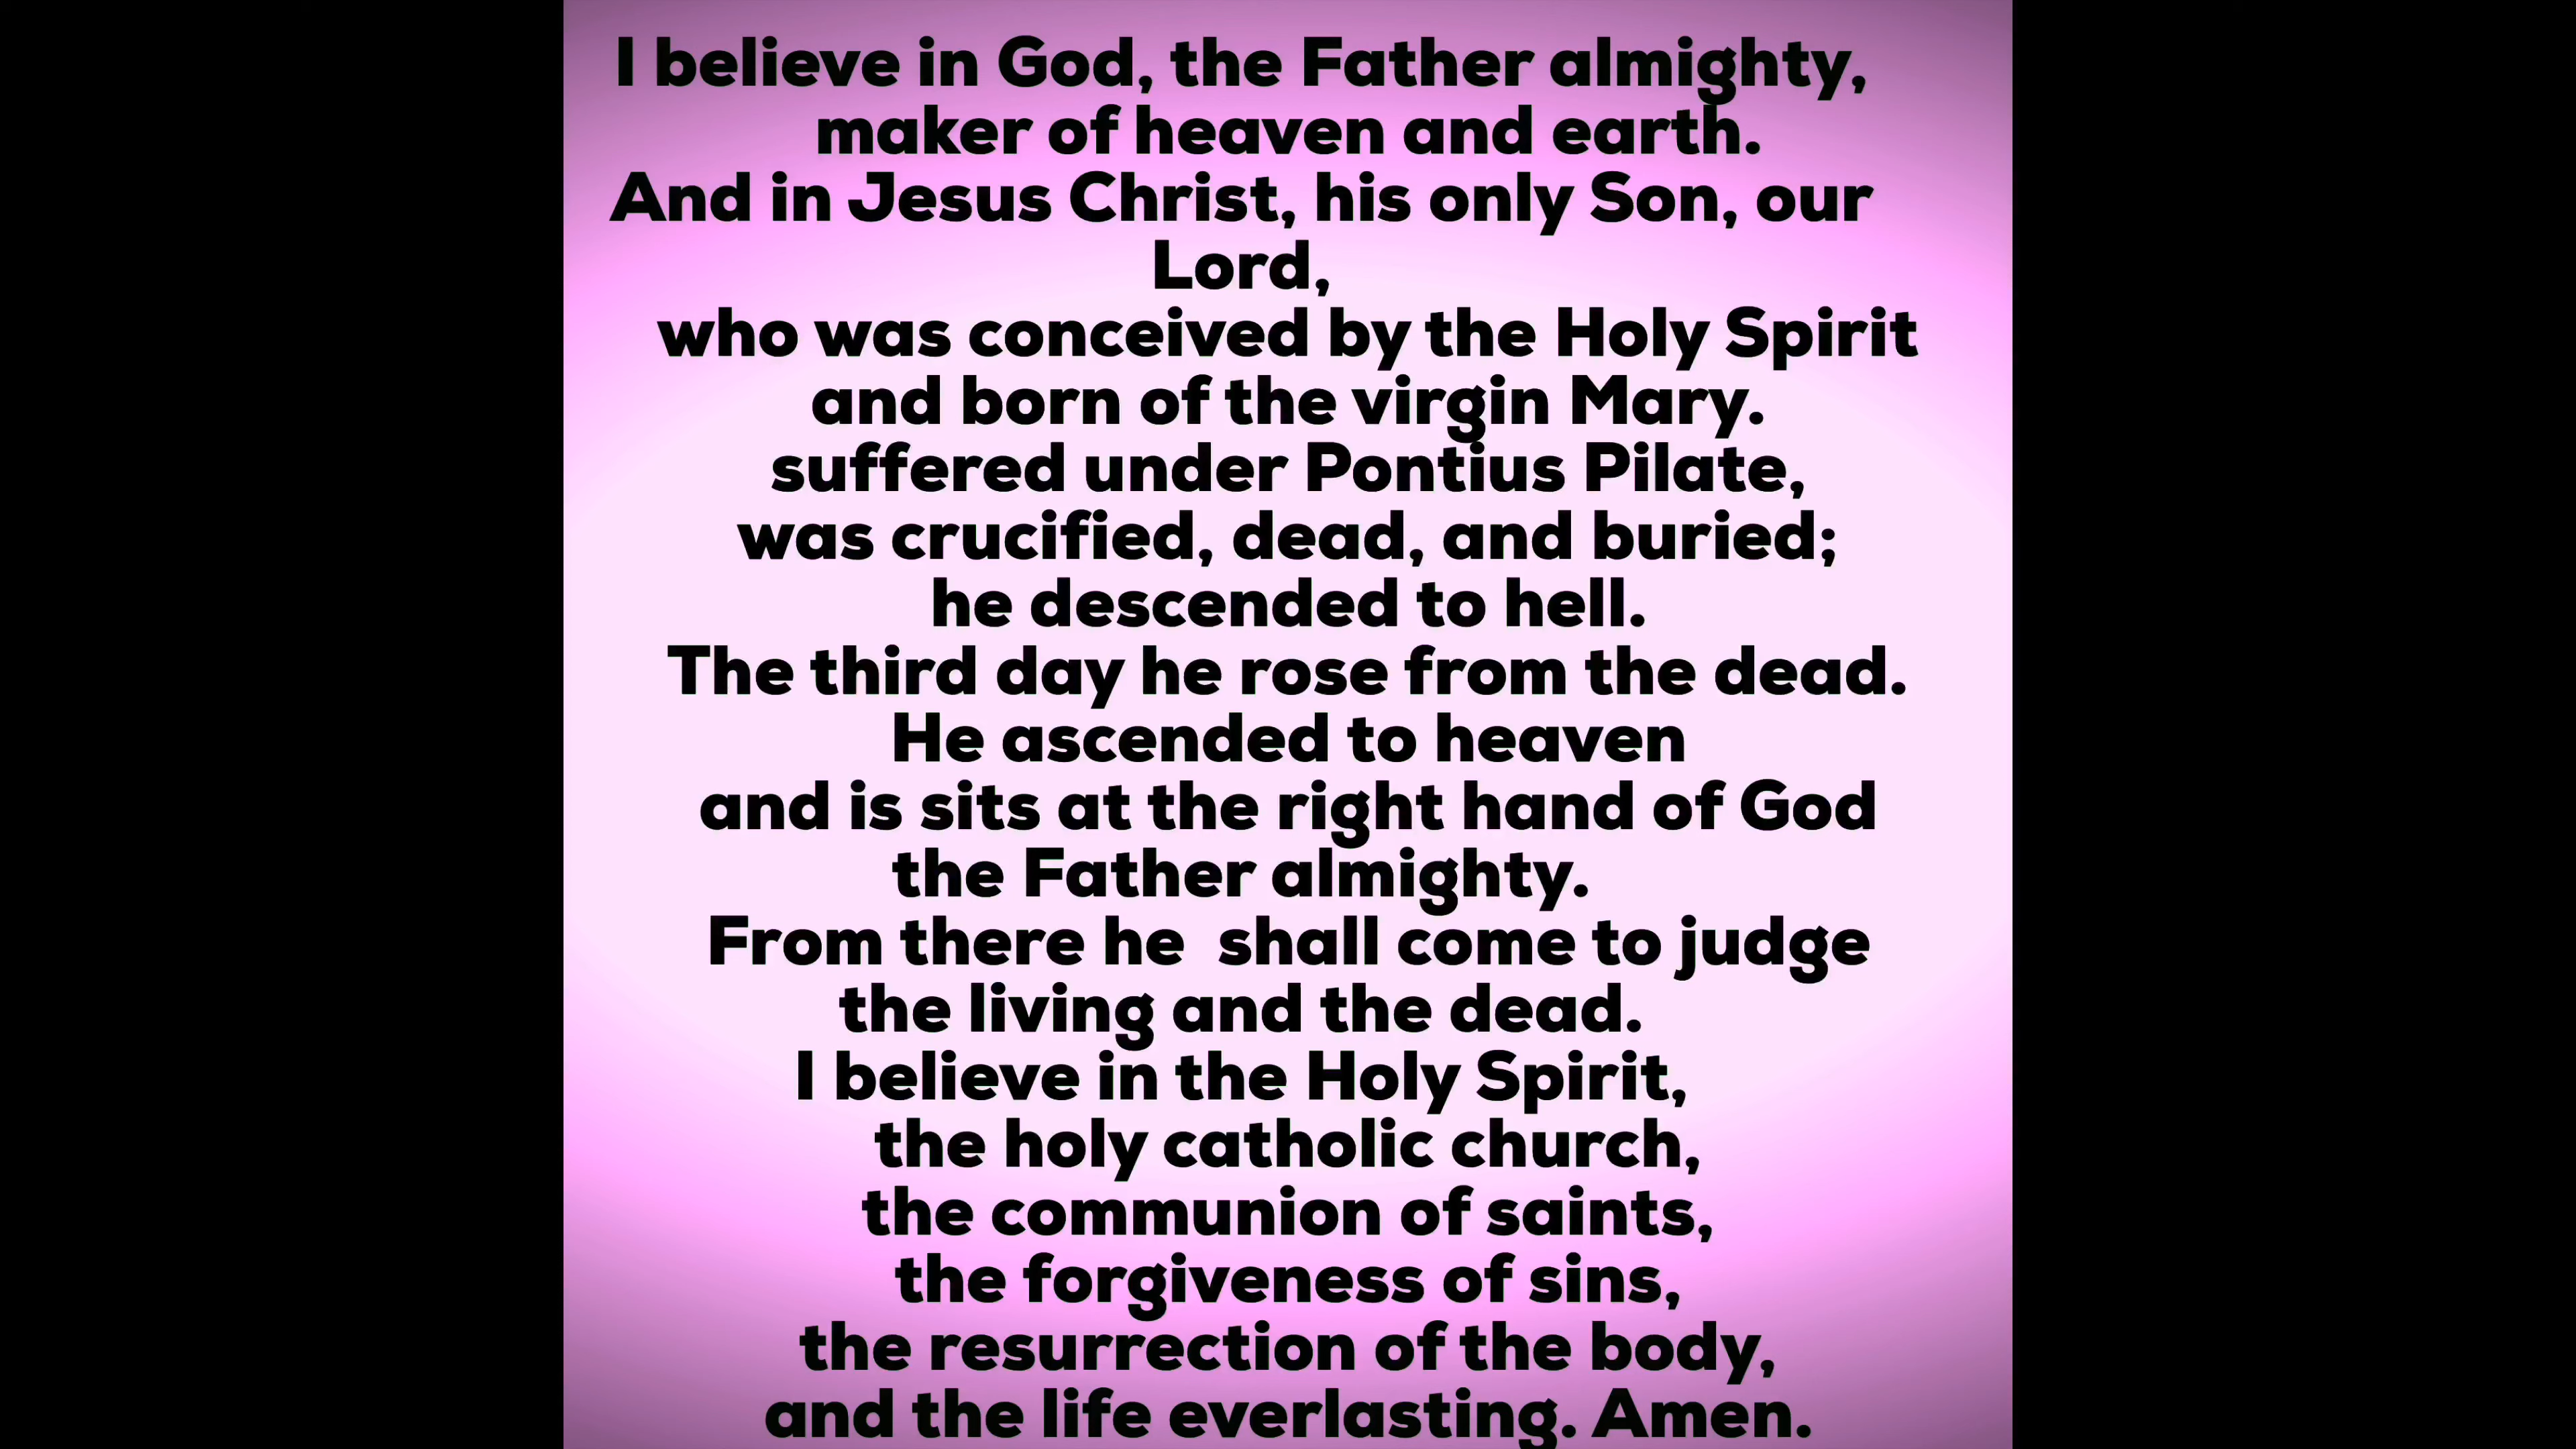 I believe in God, the Father almighty,
maker of heaven and earth.
And in Jesus Christ, his only Son, our
Lord,
who was conceived by the Holy Spirit
and born of the virgin Mary.
suffered under Pontius Pilate,
was crucified, dead, and buried;
he descended to hell.
The third day he rose from the dead.
He ascended to heaven
and is sits at the right hand of God
the Father almighty.
From there he  shall come to judge
the living and the dead.
I believe in the Holy Spirit,
the holy catholic church,
the communion of saints,
the forgiveness of sins,
the resurrection of the body,
and the life everlasting. Amen.